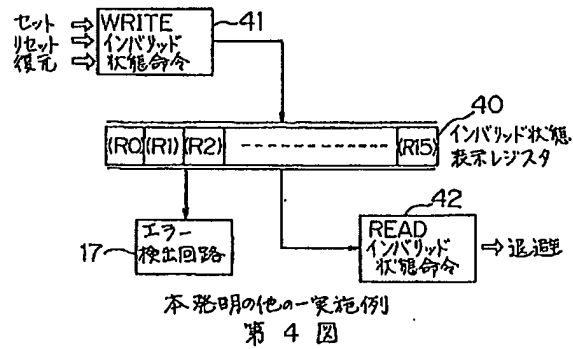 セット
リセット
復元
WRITE
インバリッド
状態命令
41
40
インバリッド状態
表示レジスタ
(R0) (R1) (R2) (R15)
17
エラー
検出回路
42
READ
インバリッド
状態命令
退避
本発明の他の一実施例
第 4 図